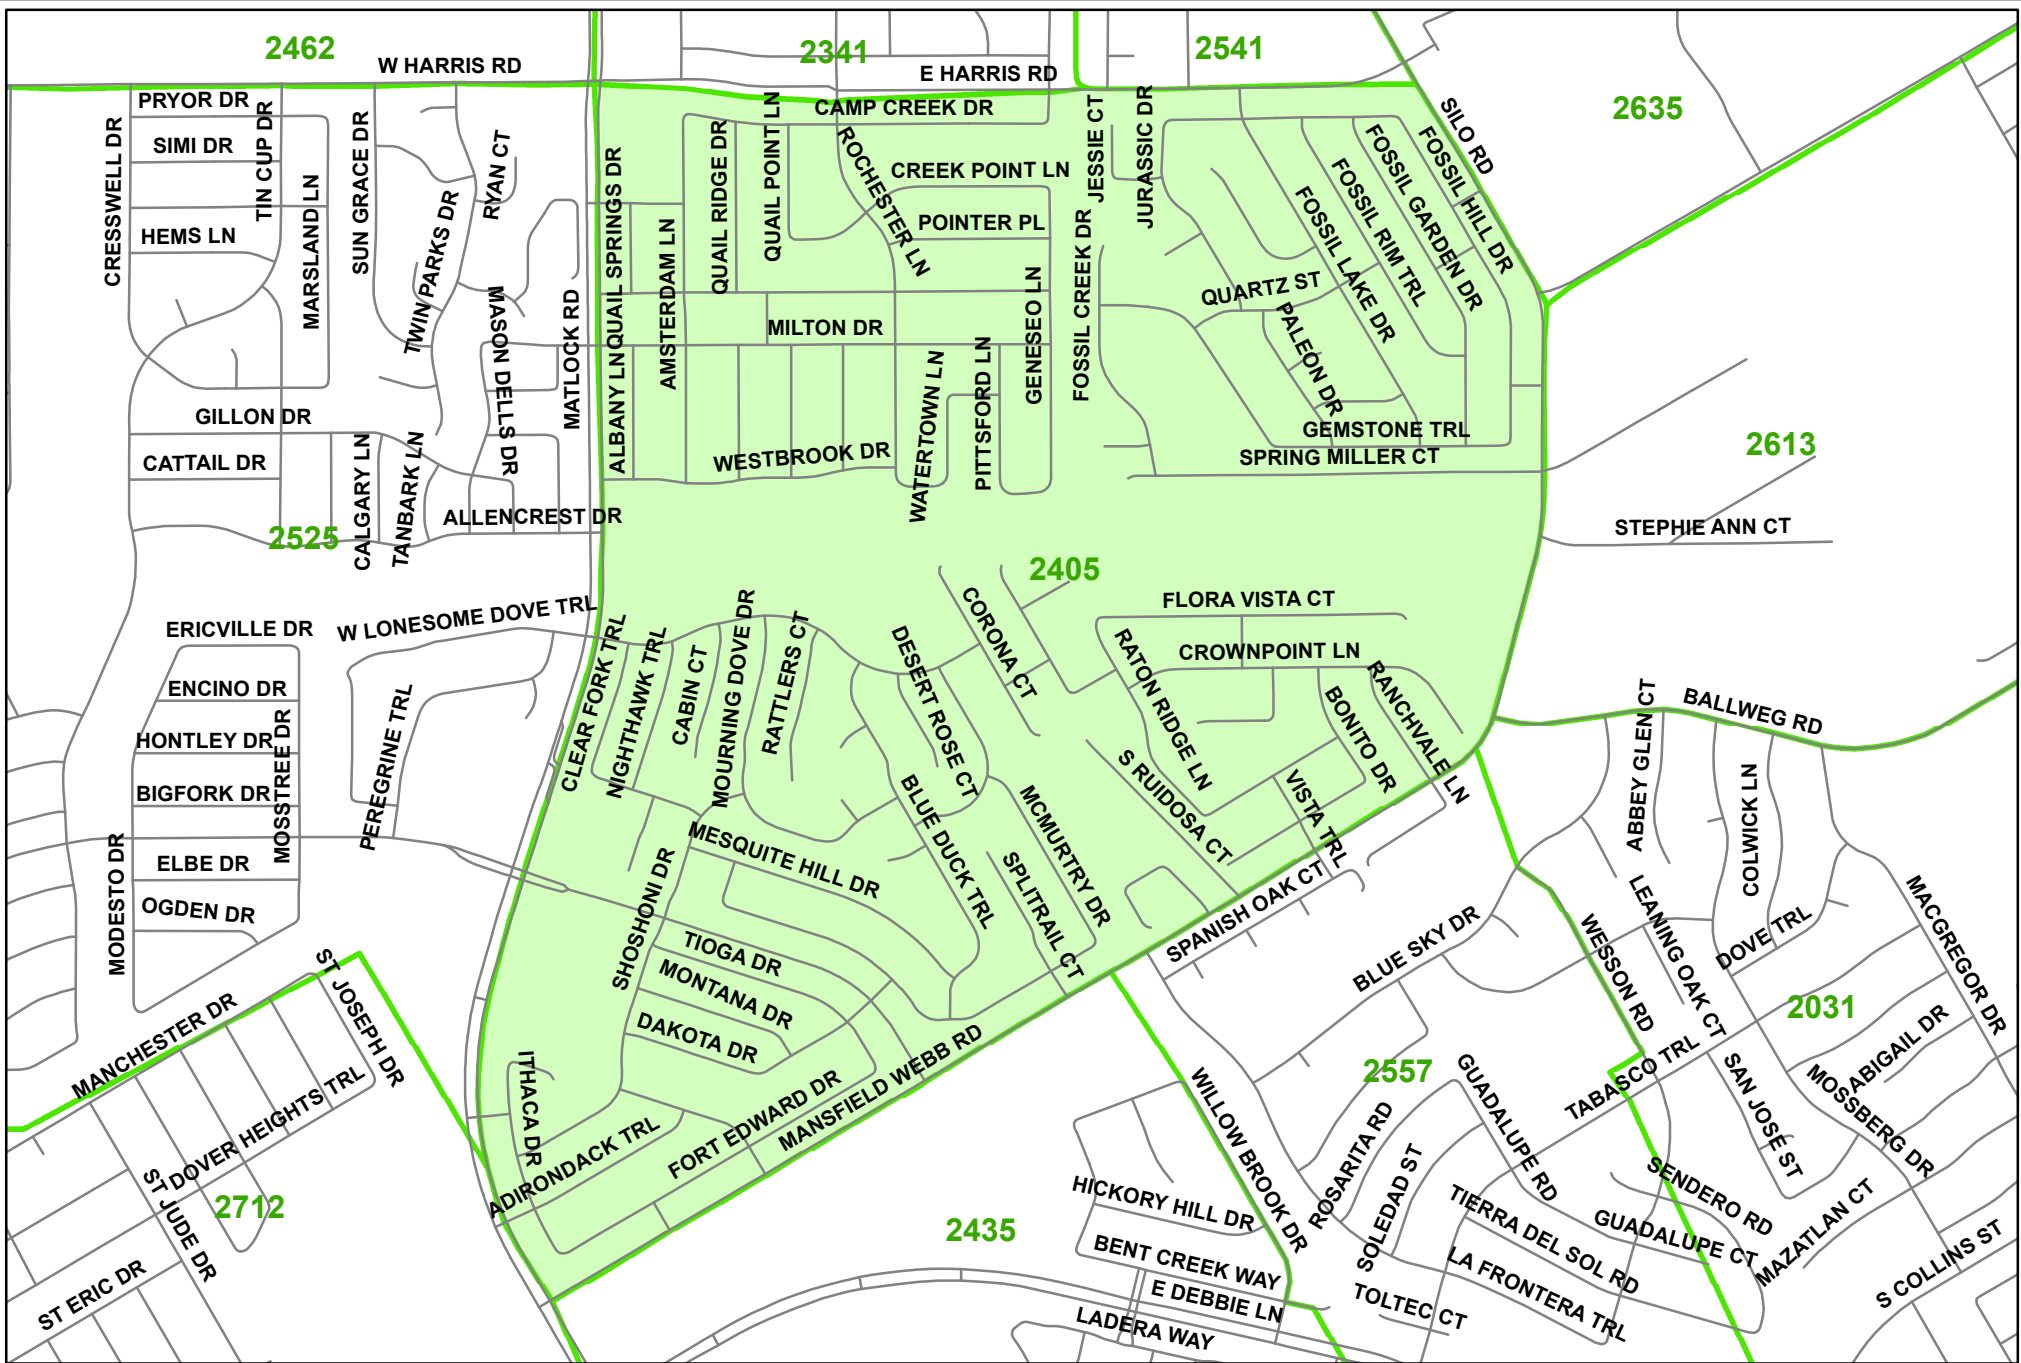 2462
2341
2541
W HARRIS RD
E HARRIS RD
2635
PRYOR DR
CAMP CREEK DR
SILO RD
SIMI DR
TIN CUP DR
CRESSWELL DR
SUN GRACE DR
RYAN CT
MARSLAND LN
QUAIL SPRINGS DR
QUAIL RIDGE DR
QUAIL POINT LN
ROCHESTER LN
CREEK POINT LN
JESSIE CT
JURASSIC DR
FOSSIL HILL DR
FOSSIL GARDEN DR
FOSSIL RIM TRL
FOSSIL LAKE DR
HEMS LN
TWIN PARKS DR
POINTER PL
AMSTERDAM LN
FOSSIL CREEK DR
GENESEO LN
QUARTZ ST
MASON DELLS DR
MATLOCK RD
MILTON DR
PALEON DR
ALBANY LN
WATERTOWN LN
PITTSFORD LN
GILLON DR
GEMSTONE TRL
2613
CATTAIL DR
CALGARY LN
TANBARK LN
WESTBROOK DR
SPRING MILLER CT
ALLENCREST DR
2525
STEPHIE ANN CT
2405
W LONESOME DOVE TRL
FLORA VISTA CT
ERICVILLE DR
CLEAR FORK TRL
NIGHTHAWK TRL
CABIN CT
MOURNING DOVE DR
RATTLERS CT
DESERT ROSE CT
CORONA CT
RATON RIDGE LN
CROWNPOINT LN
RANCHVALE LN
BONITO DR
ENCINO DR
ABBEY GLEN CT
BALLWEG RD
HONTLEY DR
MOSSTREE DR
PEREGRINE TRL
BIGFORK DR
BLUE DUCK TRL
MCMURTRY DR
S RUIDOSA CT
VISTA TRL
COLWICK LN
MESQUITE HILL DR
ELBE DR
MODESTO DR
SHOSHONI DR
SPLITRAIL CT
SPANISH OAK CT
OGDEN DR
LEANING OAK CT
MACGREGOR DR
BLUE SKY DR
WESSON RD
DOVE TRL
TIOGA DR
MONTANA DR
ST JOSEPH DR
MANCHESTER DR
DAKOTA DR
2031
ABIGAIL DR
2557
TABASCO TRL
MANSFIELD WEBB RD
ITHACA DR
FORT EDWARD DR
ADIRONDACK TRL
WILLOW BROOK DR
GUADALUPE RD
SAN JOSE ST
MOSSBERG DR
DOVER HEIGHTS TRL
ST JUDE DR
2712
ROSARITA RD
SOLEDAD ST
SENDERO RD
HICKORY HILL DR
2435
TIERRA DEL SOL RD
GUADALUPE CT
MAZATLAN CT
BENT CREEK WAY
S COLLINS ST
LA FRONTERA TRL
ST ERIC DR
E DEBBIE LN
TOLTEC CT
LADERA WAY